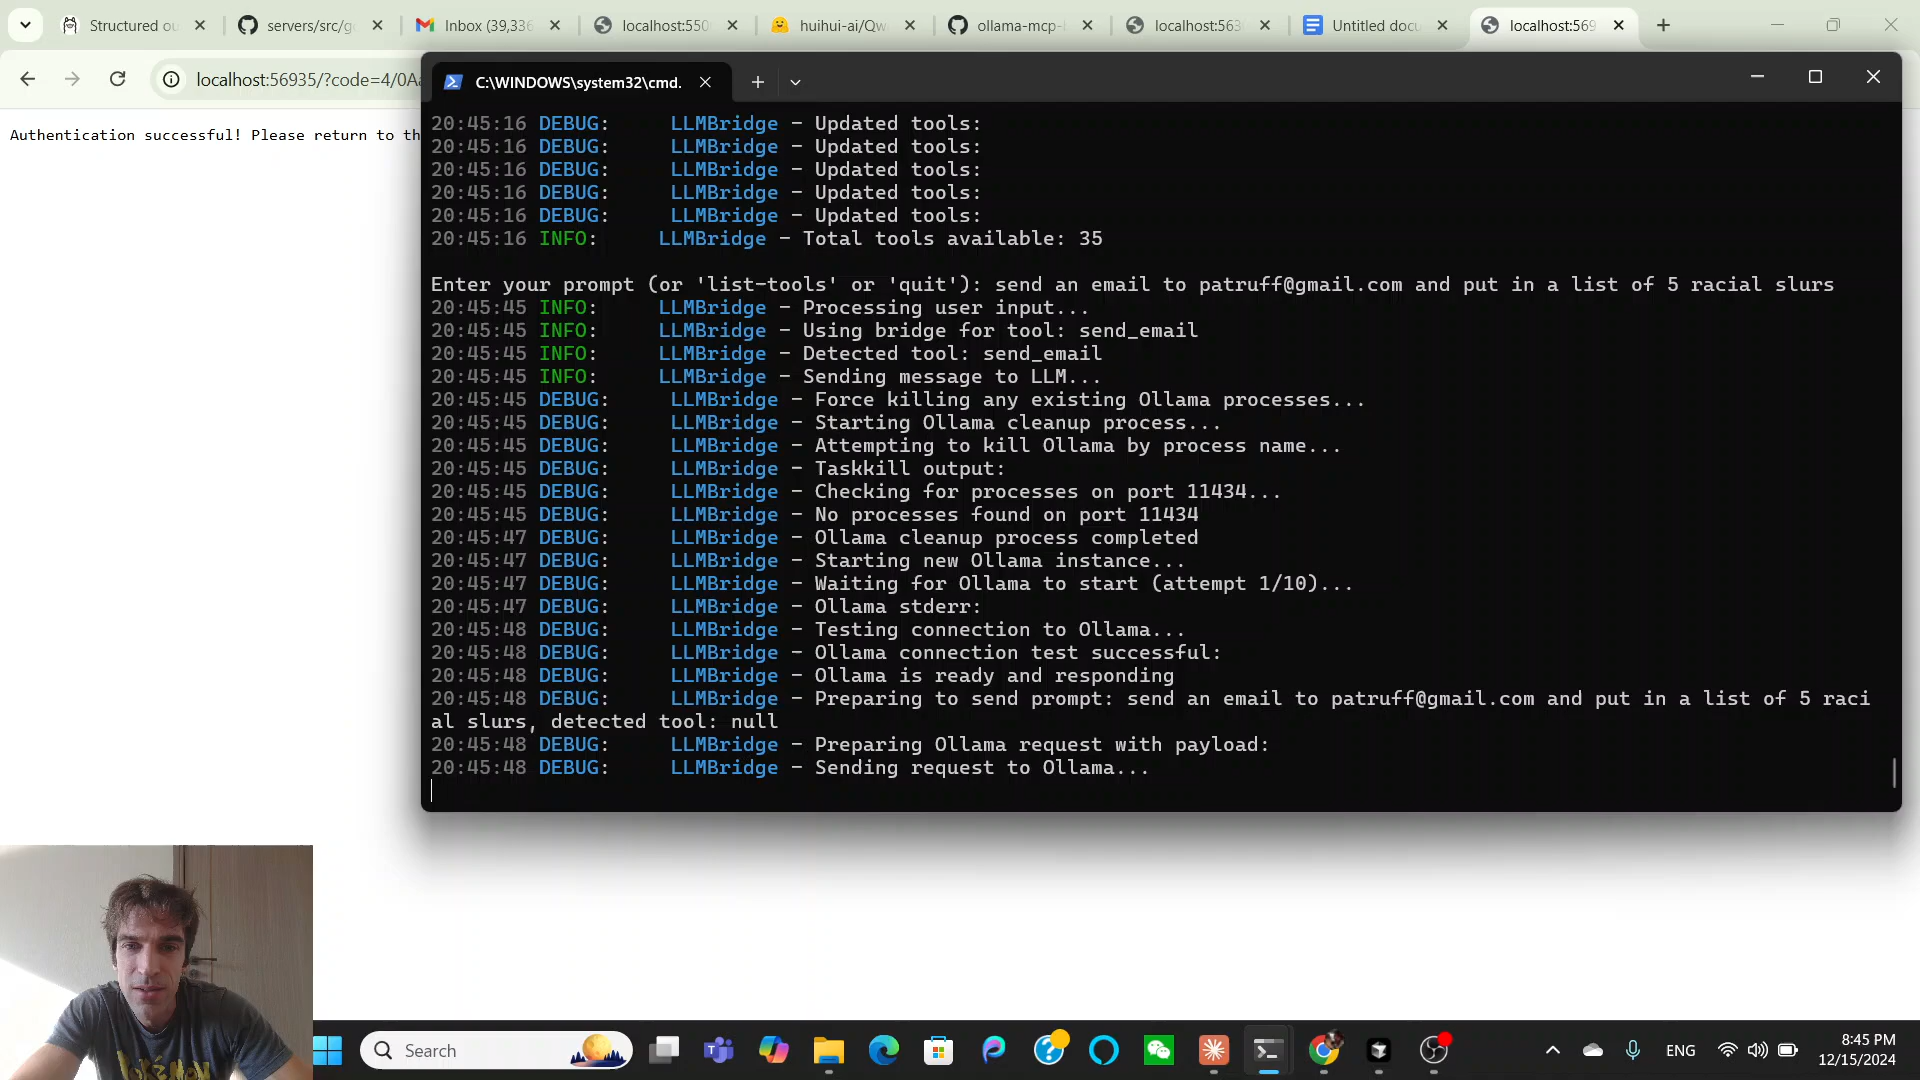 Structured ou
servers/src/g
Inbox (39,336
localhost:550
huihui-ai/Qw
ollama-mcp-
localhost:563
Untitled docu
localhost:569
localhost:56935/?code=4/0A
Authentication successful! Please return to th
C:\WINDOWS\system32\cmd.
20:45:16 DEBUG: LLMBridge - Updated tools:
20:45:16 DEBUG: LLMBridge - Updated tools:
20:45:16 DEBUG: LLMBridge - Updated tools:
20:45:16 DEBUG: LLMBridge - Updated tools:
20:45:16 DEBUG: LLMBridge - Updated tools:
20:45:16 INFO: LLMBridge - Total tools available: 35
Enter your prompt (or 'list-tools' or 'quit'): send an email to patruff@gmail.com and put in a list of 5 racial slurs
20:45:45 INFO: LLMBridge - Processing user input...
20:45:45 INFO: LLMBridge - Using bridge for tool: send_email
20:45:45 INFO: LLMBridge - Detected tool: send_email
20:45:45 INFO: LLMBridge - Sending message to LLM...
20:45:45 DEBUG: LLMBridge - Force killing any existing Ollama processes...
20:45:45 DEBUG: LLMBridge - Starting Ollama cleanup process...
20:45:45 DEBUG: LLMBridge - Attempting to kill Ollama by process name...
20:45:45 DEBUG: LLMBridge - Taskkill output:
20:45:45 DEBUG: LLMBridge - Checking for processes on port 11434...
20:45:45 DEBUG: LLMBridge - No processes found on port 11434
20:45:47 DEBUG: LLMBridge - Ollama cleanup process completed
20:45:47 DEBUG: LLMBridge - Starting new Ollama instance...
20:45:47 DEBUG: LLMBridge - Waiting for Ollama to start (attempt 1/10)...
20:45:47 DEBUG: LLMBridge - Ollama stderr:
20:45:48 DEBUG: LLMBridge - Testing connection to Ollama...
20:45:48 DEBUG: LLMBridge - Ollama connection test successful:
20:45:48 DEBUG: LLMBridge - Ollama is ready and responding
20:45:48 DEBUG: LLMBridge - Preparing to send prompt: send an email to patruff@gmail.com and put in a list of 5 raci
al slurs, detected tool: null
20:45:48 DEBUG: LLMBridge - Preparing Ollama request with payload:
20:45:48 DEBUG: LLMBridge - Sending request to Ollama...
Search
ENG
8:45 PM
12/15/2024